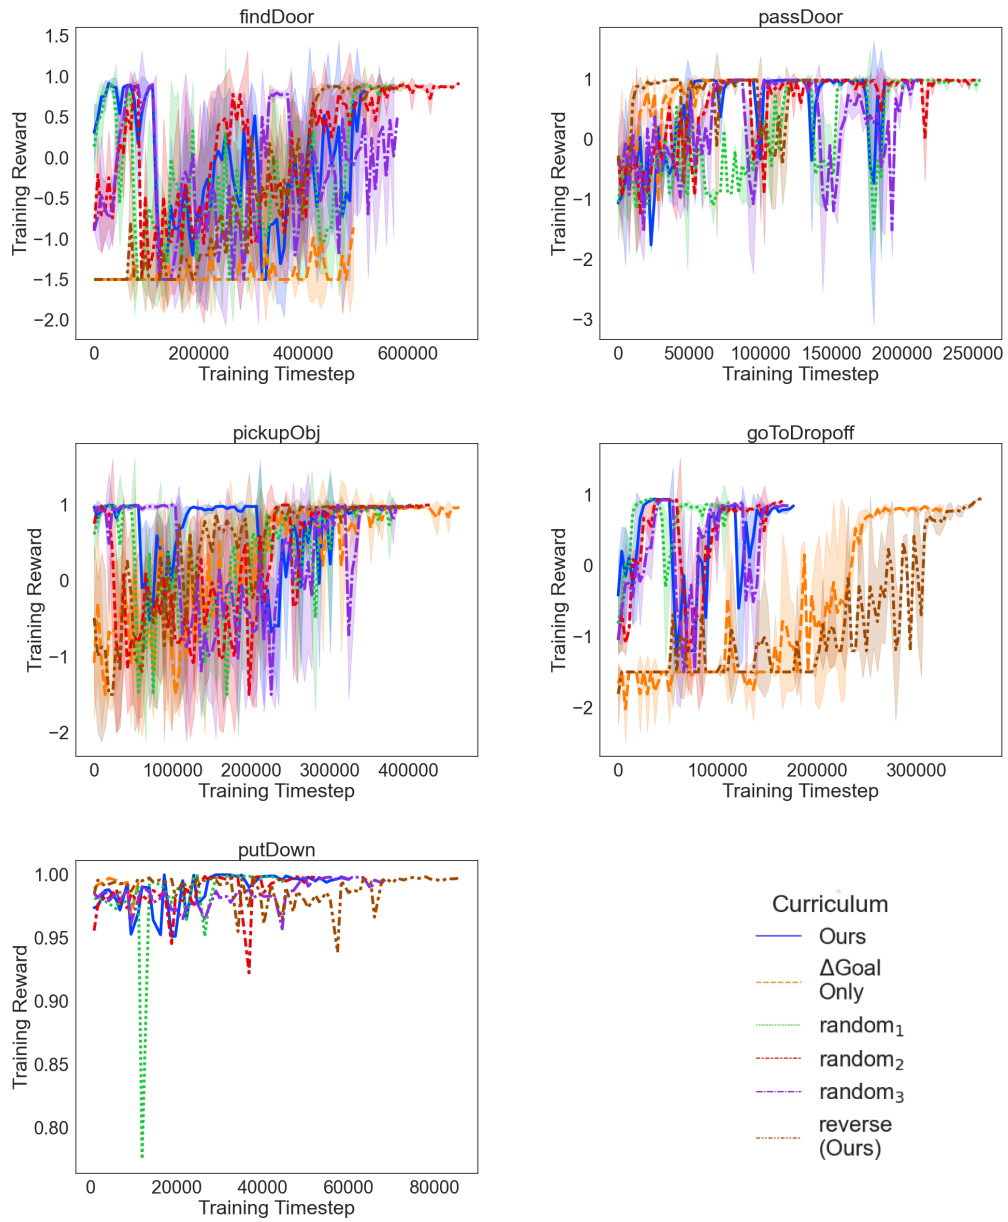 findDoor
1.5
1.0
0.5
0.0
−0.5
−1.0
−1.5
−2.0
Training Reward
0 200000 400000 600000
Training Timestep
passDoor
1
0
−1
−2
−3
Training Reward
0 50000 100000 150000 200000 250000
Training Timestep
pickupObj
1
0
−1
−2
Training Reward
0 100000 200000 300000 400000
Training Timestep
goToDropoff
1
0
−1
−2
Training Reward
0 100000 200000 300000
Training Timestep
putDown
1.00
0.95
0.90
0.85
0.80
Training Reward
0 20000 40000 60000 80000
Training Timestep
Curriculum
Ours
ΔGoal
Only
random₁
random₂
random₃
reverse
(Ours)